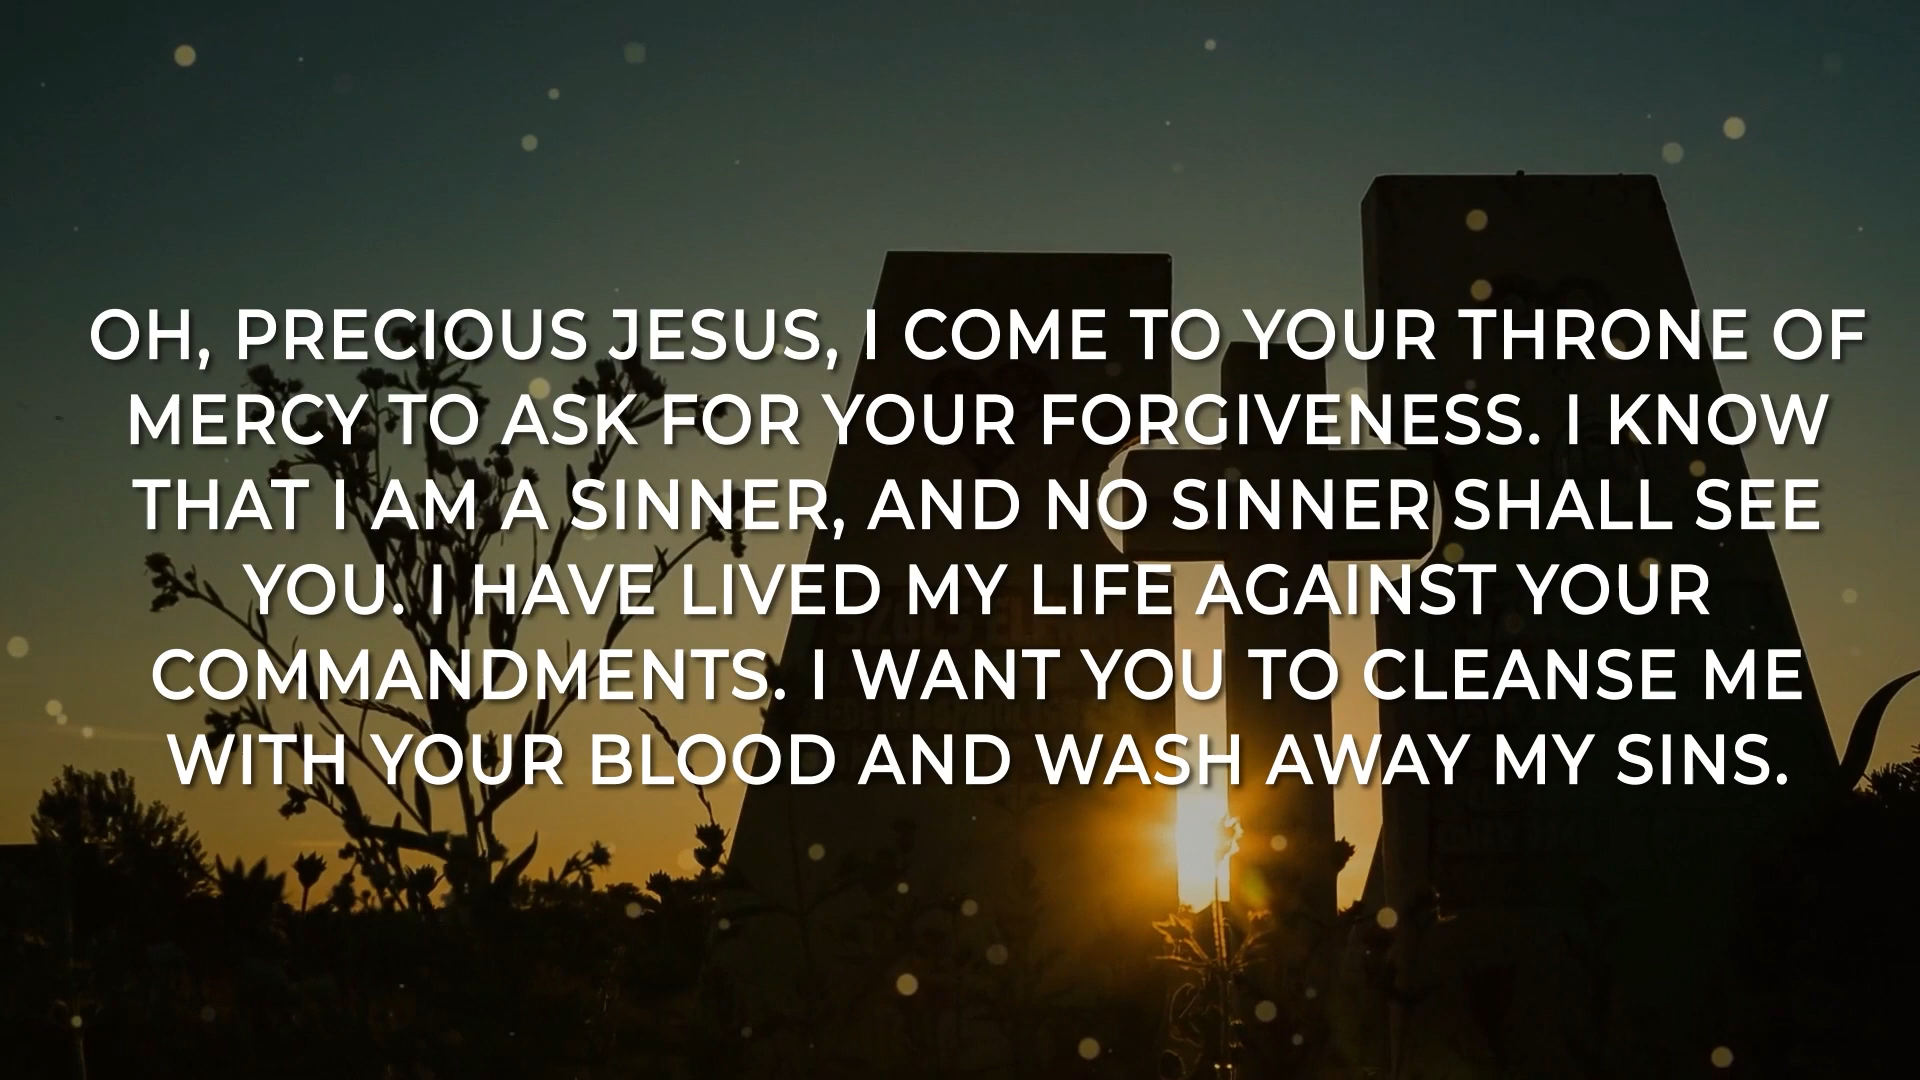 OH, PRECIOUS JESUS, I COME TO YOUR THRONE OF
MERCY TO ASK FOR YOUR FORGIVENESS. I KNOW
THAT I AM A SINNER, AND NO SINNER SHALL SEE
YOU. I HAVE LIVED MY LIFE AGAINST YOUR
COMMANDMENTS. I WANT YOU TO CLEANSE ME
WITH YOUR BLOOD AND WASH AWAY MY SINS.